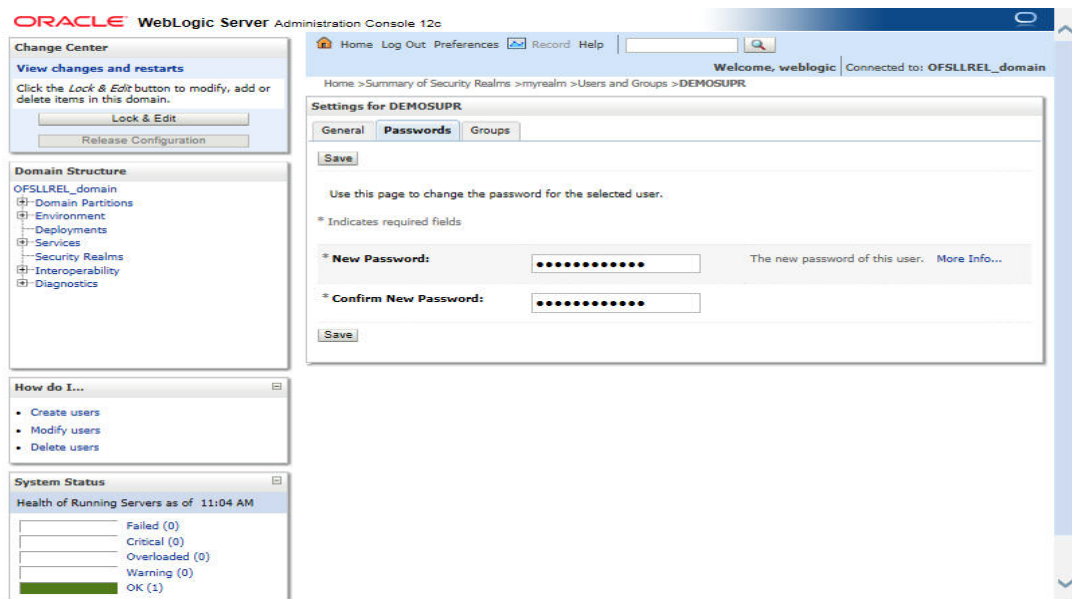 ORACLE WebLogic Server Administration Console 12c
Change Center
View changes and restarts
Click the Lock & Edit button to modify, add or
delete items in this domain.
Lock & Edit
Release Configuration
Domain Structure
OFSLLREL_domain
Domain Partitions
Environment
Deployments
Services
Security Realms
Interoperability
Diagnostics
How do I...
Create users
Modify users
Delete users
System Status
Health of Running Servers as of 11:04 AM
Failed (0)
Critical (0)
Overloaded (0)
Warning (0)
OK (1)
Home Log Out Preferences Record Help
Welcome, weblogic Connected to: OFSLLREL_domain
Home >Summary of Security Realms >myrealm >Users and Groups >DEMOSUPR
Settings for DEMOSUPR
General Passwords Groups
Save
Use this page to change the password for the selected user.
* Indicates required fields
* New Password: ●●●●●●●●●●●● The new password of this user. More Info...
* Confirm New Password: ●●●●●●●●●●●●
Save